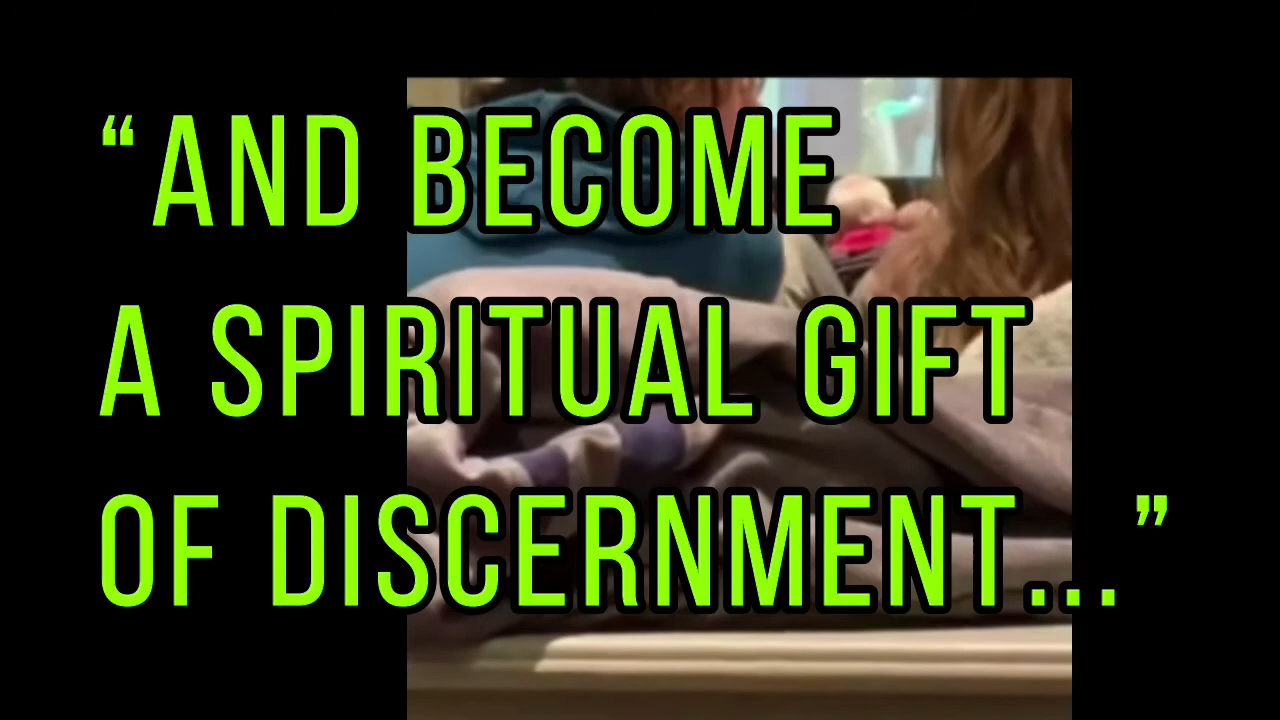 “AND BECOME
A SPIRITUAL GIFT
OF DISCERNMENT...”